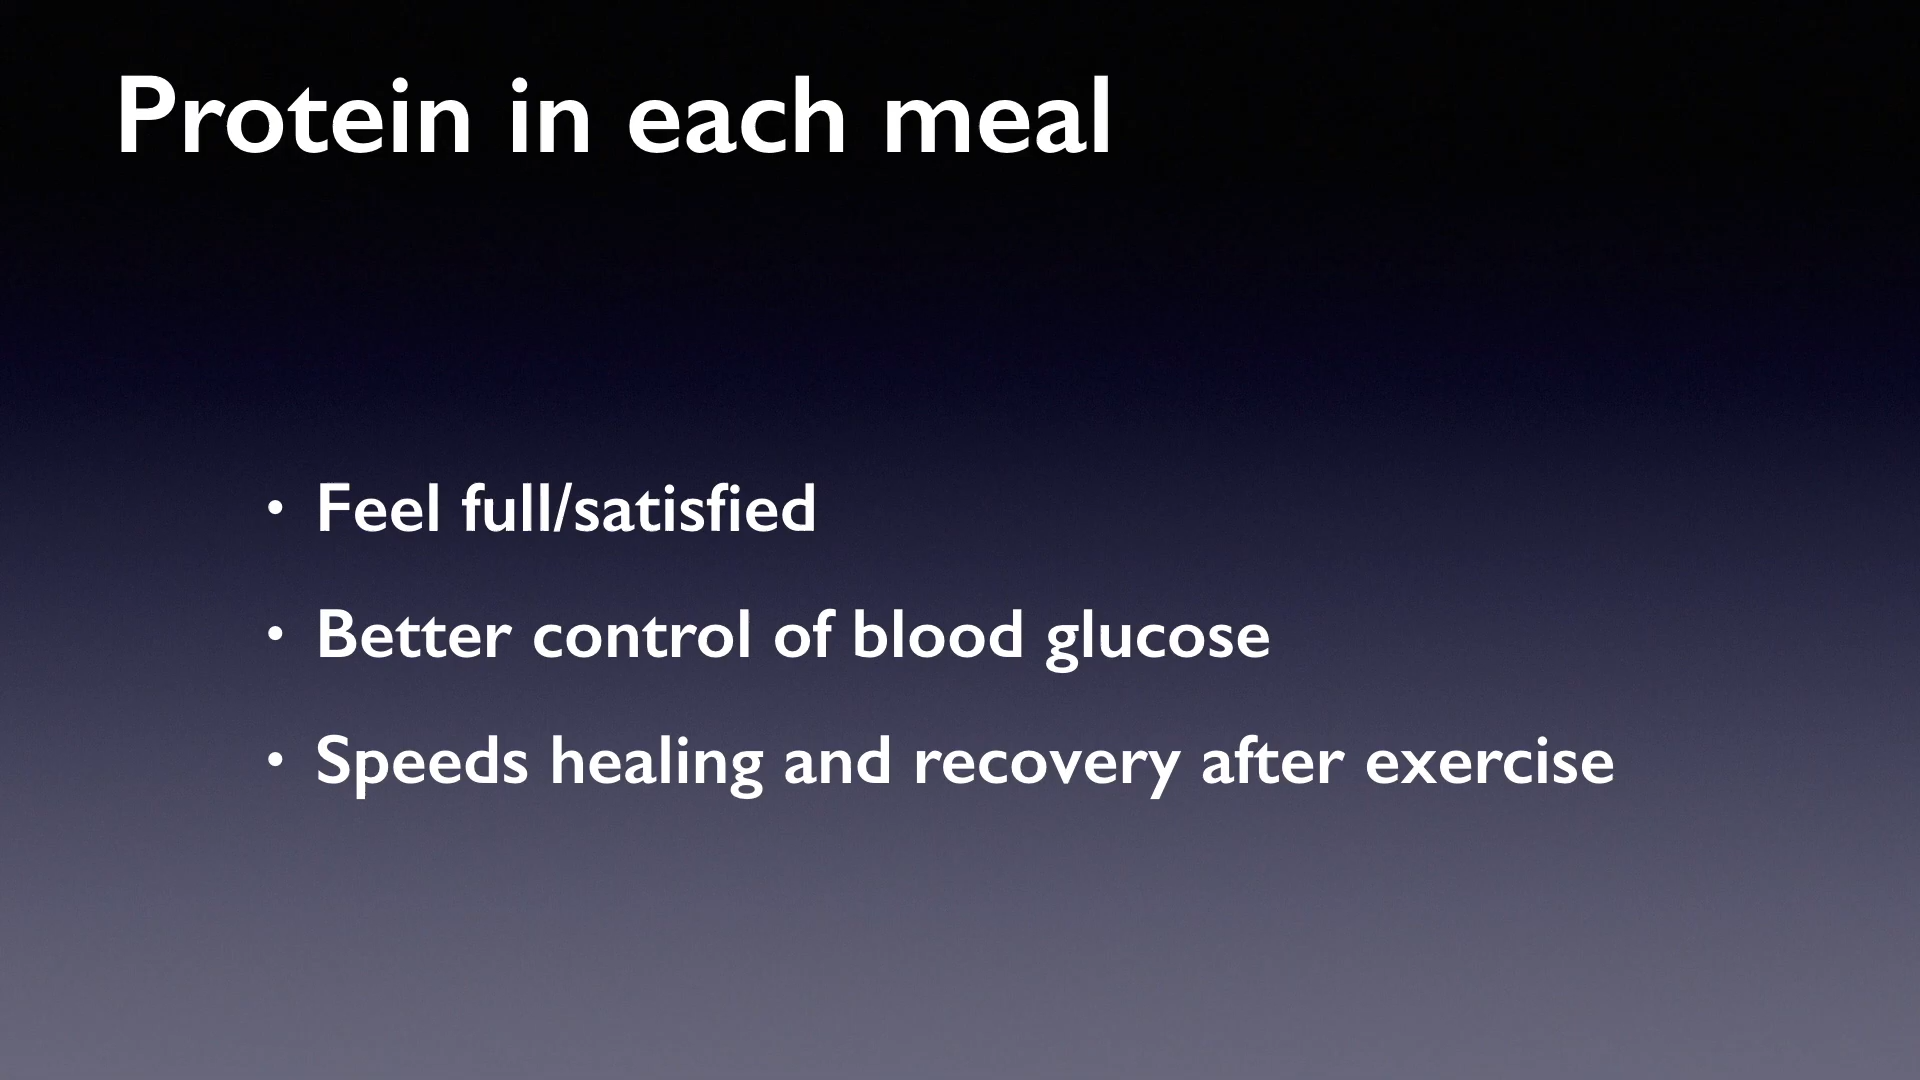 Protein in each meal
• Feel full/satisfied
• Better control of blood glucose
• Speeds healing and recovery after exercise